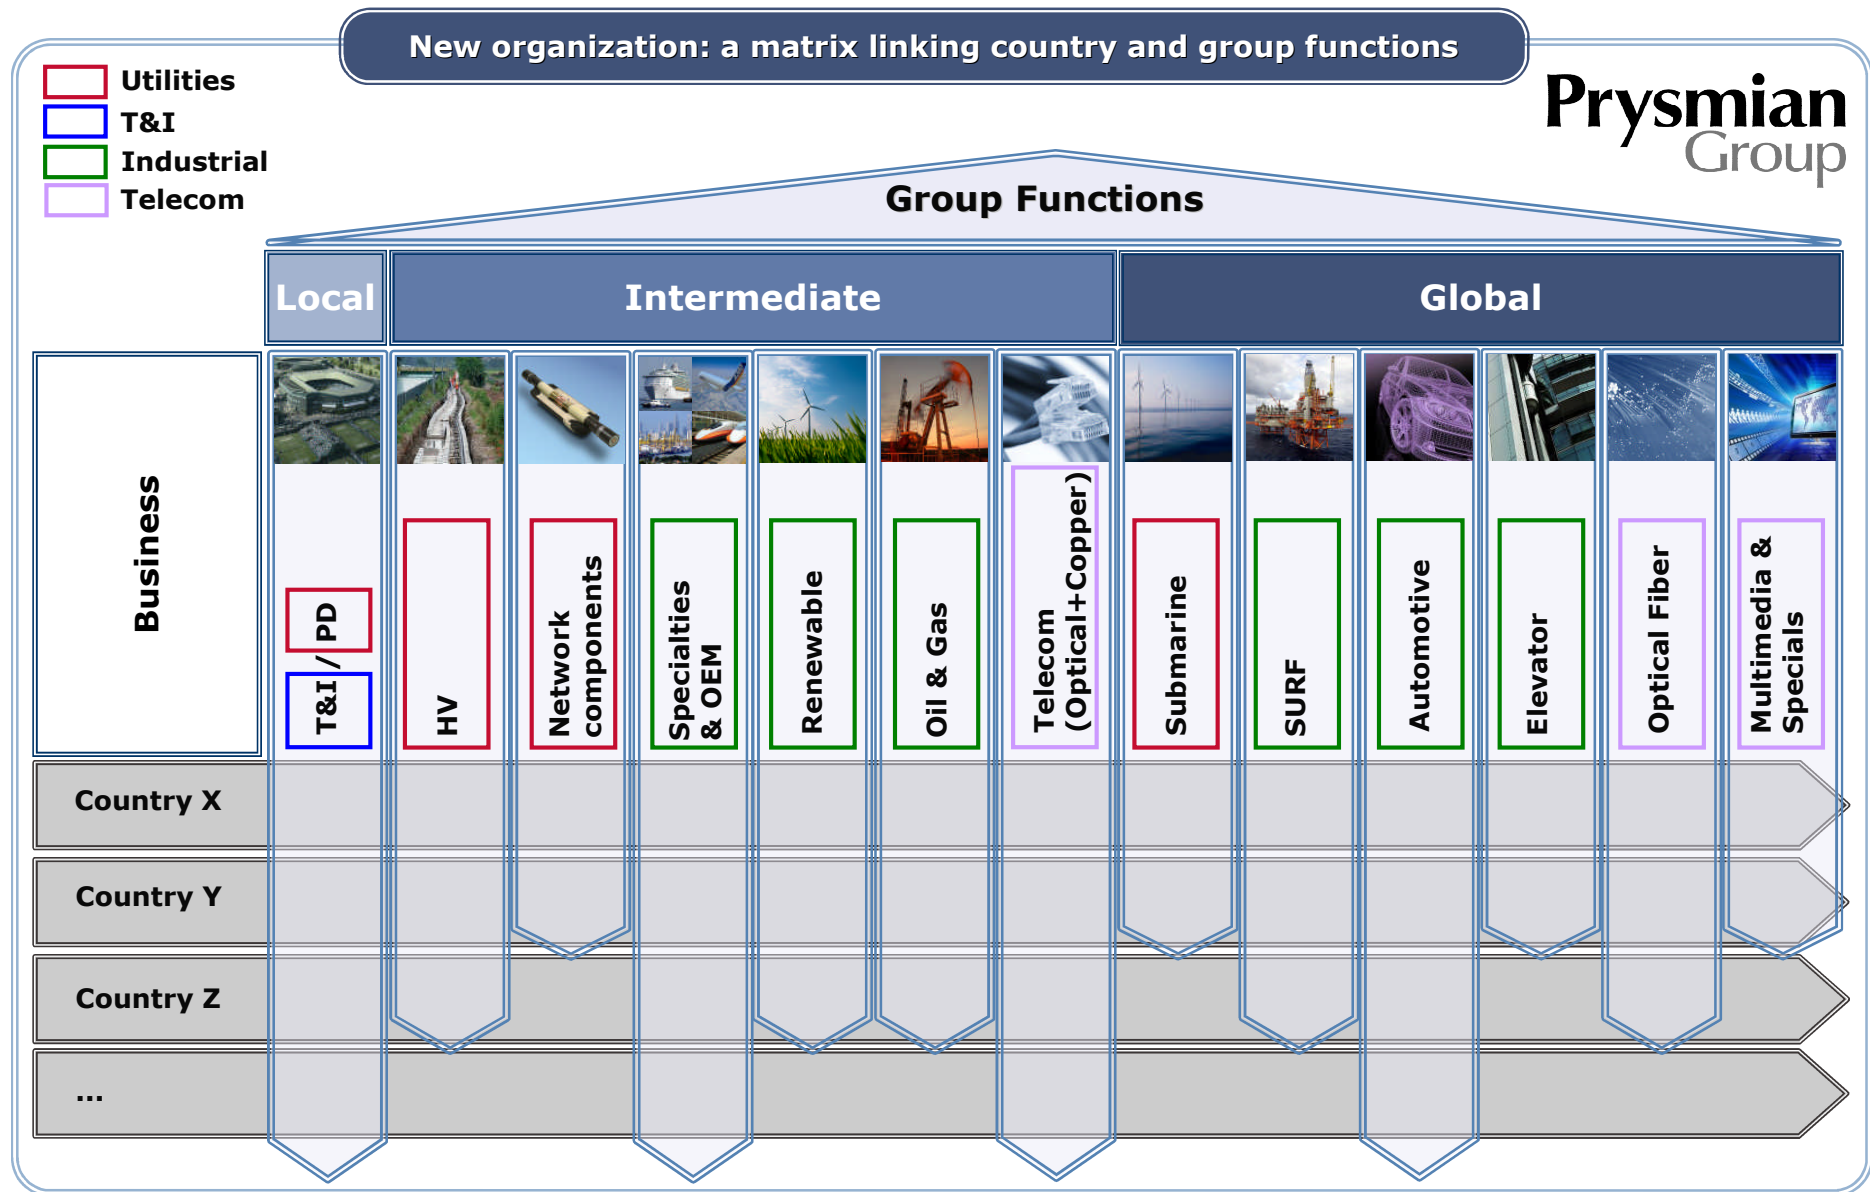 New organization: a matrix linking country and group functions
Utilities
T&I
Industrial
Telecom
Prysmian
Group
Group Functions
Local
Intermediate
Global
Business
T&I / PD
HV
Network
components
Specialties
& OEM
Renewable
Oil & Gas
Telecom
(Optical+Copper)
Submarine
SURF
Automotive
Elevator
Optical Fiber
Multimedia &
Specials
Country X
Country Y
Country Z
...